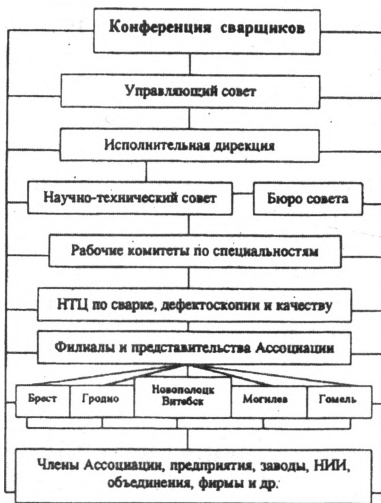 Конференция сварщиков
Управляющий совет
Исполнительная дирекция
Научно-технический совет
Бюро совета
Рабочие комитеты по специальностям
НТЦ по сварке, дефектоскопии и качеству
Филиалы и представительства Ассоциации
Брест
Гродно
Новополоцк
Витебск
Могилев
Гомель
Члены Ассоциации, предприятия, заводы, НИИ,
объединения, фирмы и др.